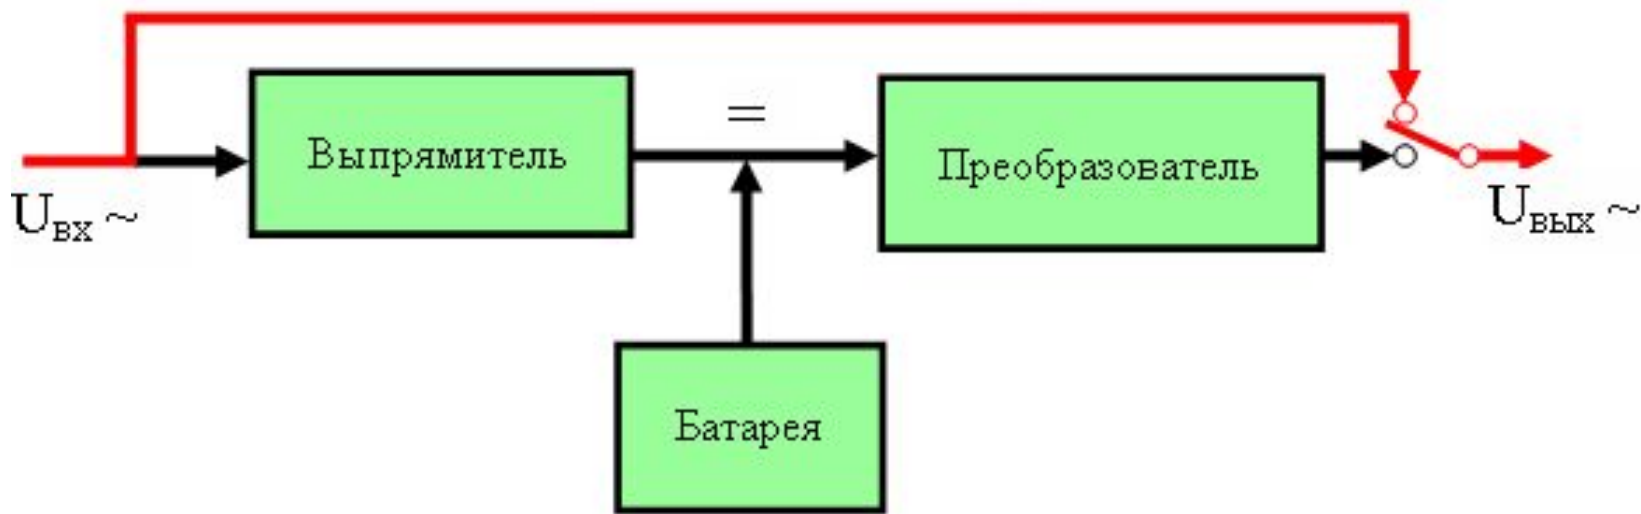 Выпрямитель
=
Преобразователь
Uвх ~
Uвых ~
Батарея